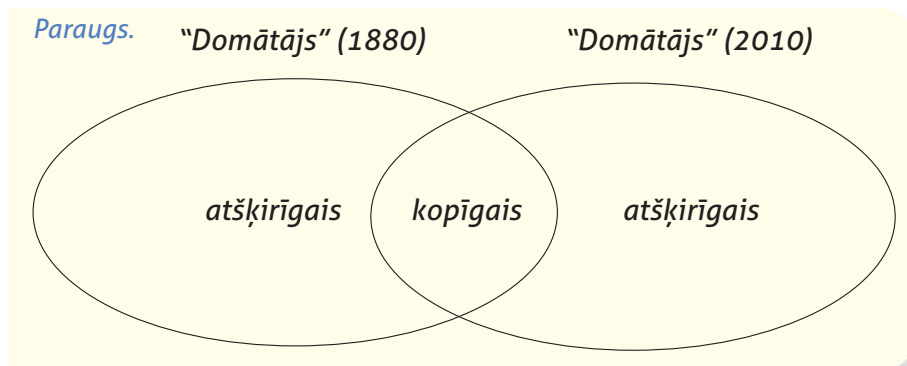 Paraugs.
“Domātājs” (1880) “Domātājs” (2010)
atšķirīgais kopīgais atšķirīgais